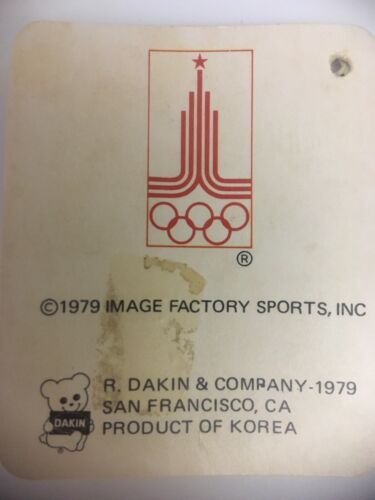 ®
©1979 IMAGE FACTORY SPORTS, INC
R. DAKIN & COMPANY-1979
SAN FRANCISCO, CA
DAKIN
PRODUCT OF KOREA